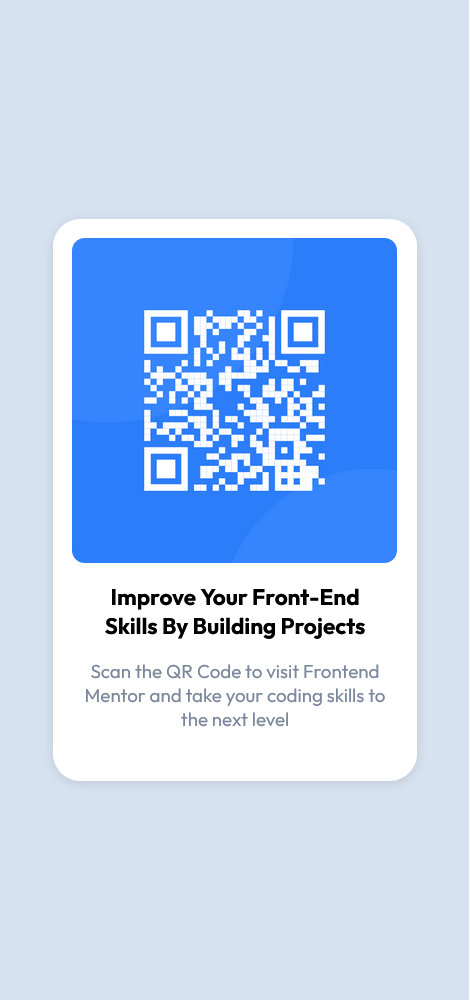 Improve Your Front-End
Skills By Building Projects
Scan the QR Code to visit Frontend
Mentor and take your coding skills to
the next level